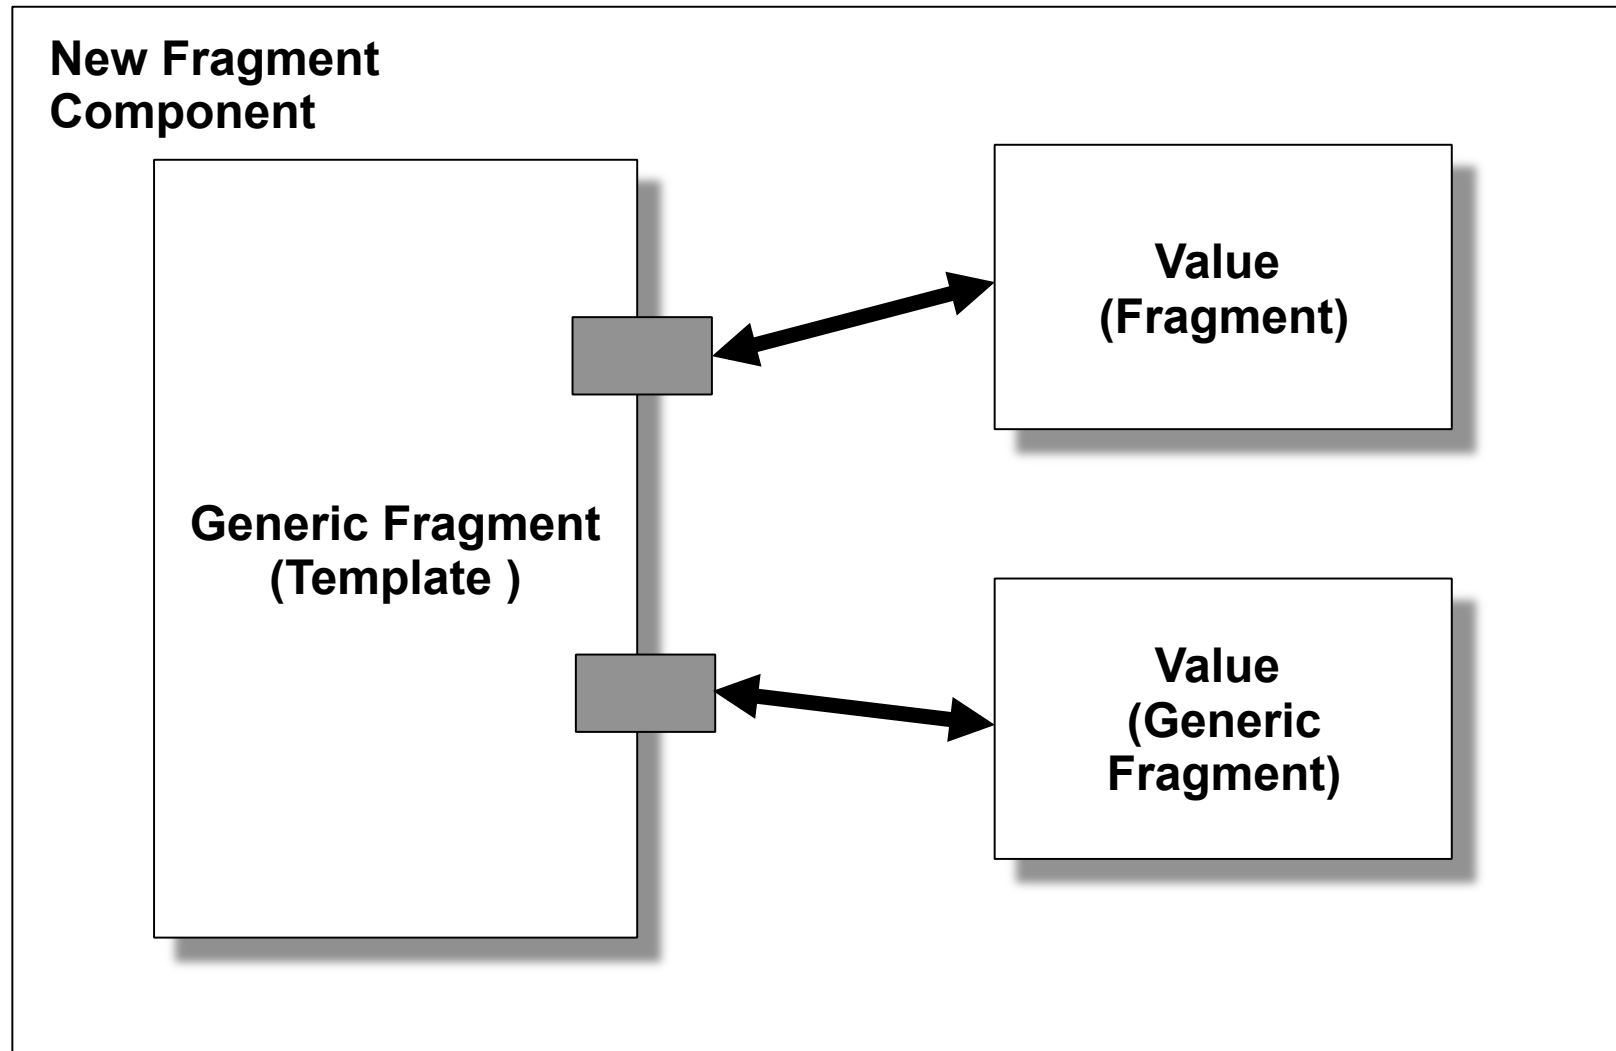 New Fragment
Component
Value
(Fragment)
Generic Fragment
(Template )
Value
(Generic
Fragment)